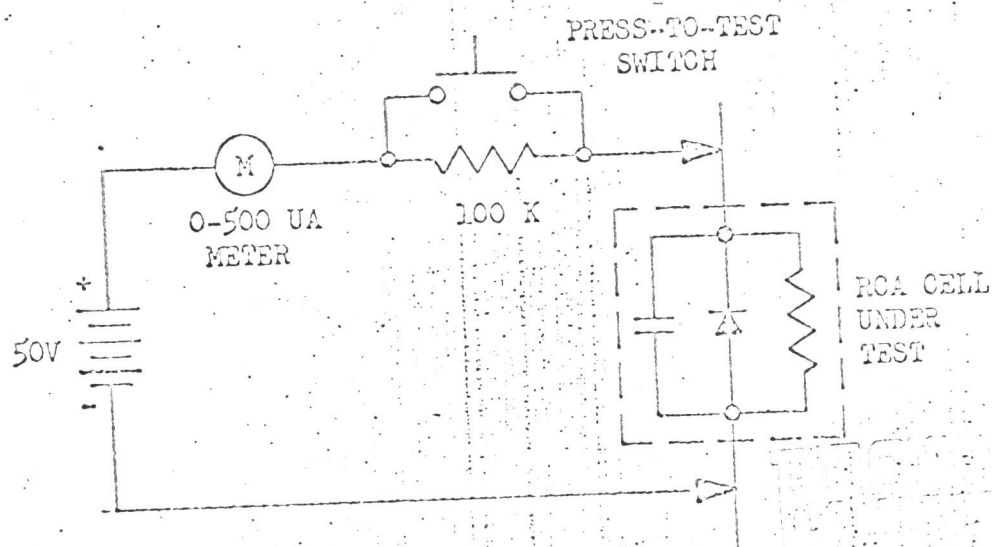 PRESS-TO-TEST
SWITCH
M
0-500 UA
METER
100 K
+
50V
-
RCA CELL
UNDER
TEST